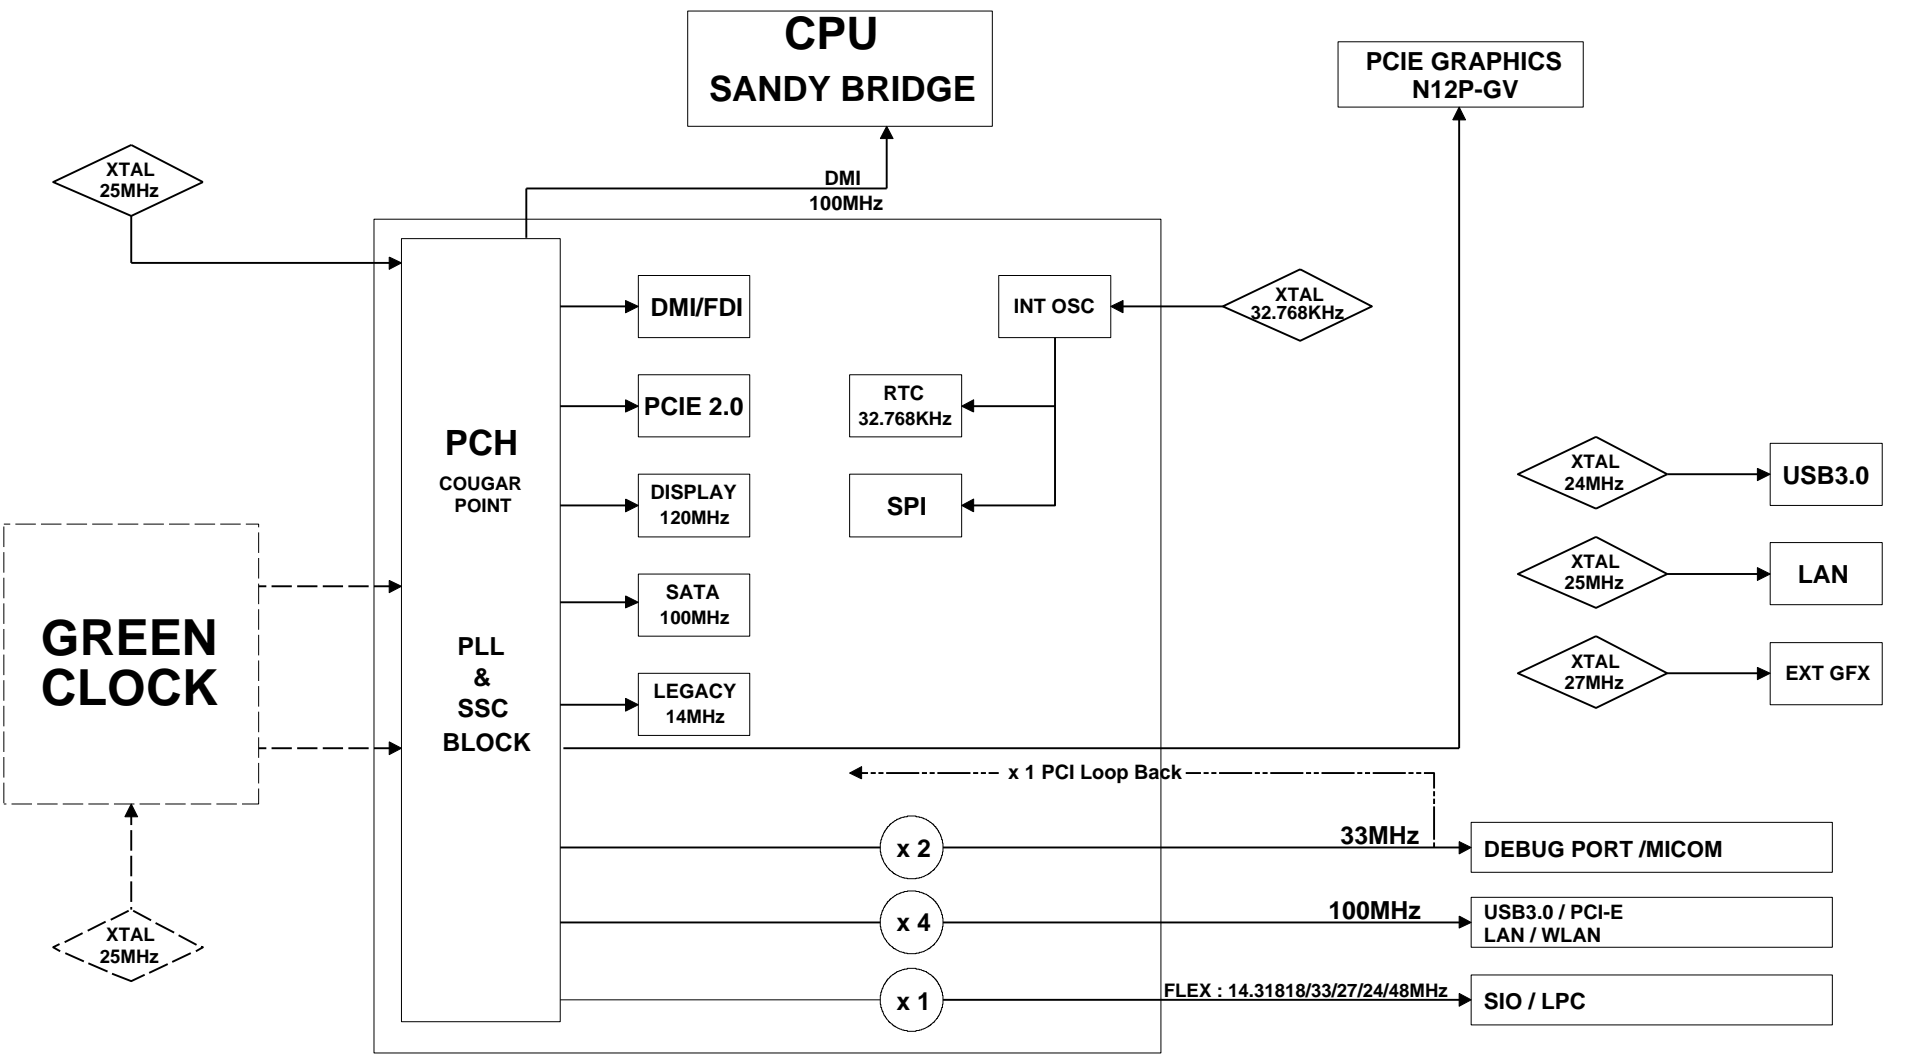 CPU
SANDY BRIDGE
PCIE GRAPHICS
N12P-GV
XTAL
25MHz
DMI
100MHz
DMI/FDI
INT OSC
XTAL
32.768KHz
PCIE 2.0
RTC
32.768KHz
PCH
COUGAR
POINT
DISPLAY
120MHz
SPI
XTAL
24MHz
USB3.0
XTAL
25MHz
LAN
GREEN
CLOCK
SATA
100MHz
PLL
&
SSC
BLOCK
XTAL
27MHz
EXT GFX
LEGACY
14MHz
x 1 PCI Loop Back
x 2
33MHz
DEBUG PORT /MICOM
XTAL
25MHz
x 4
100MHz
USB3.0 / PCI-E
LAN / WLAN
x 1
FLEX : 14.31818/33/27/24/48MHz
SIO / LPC